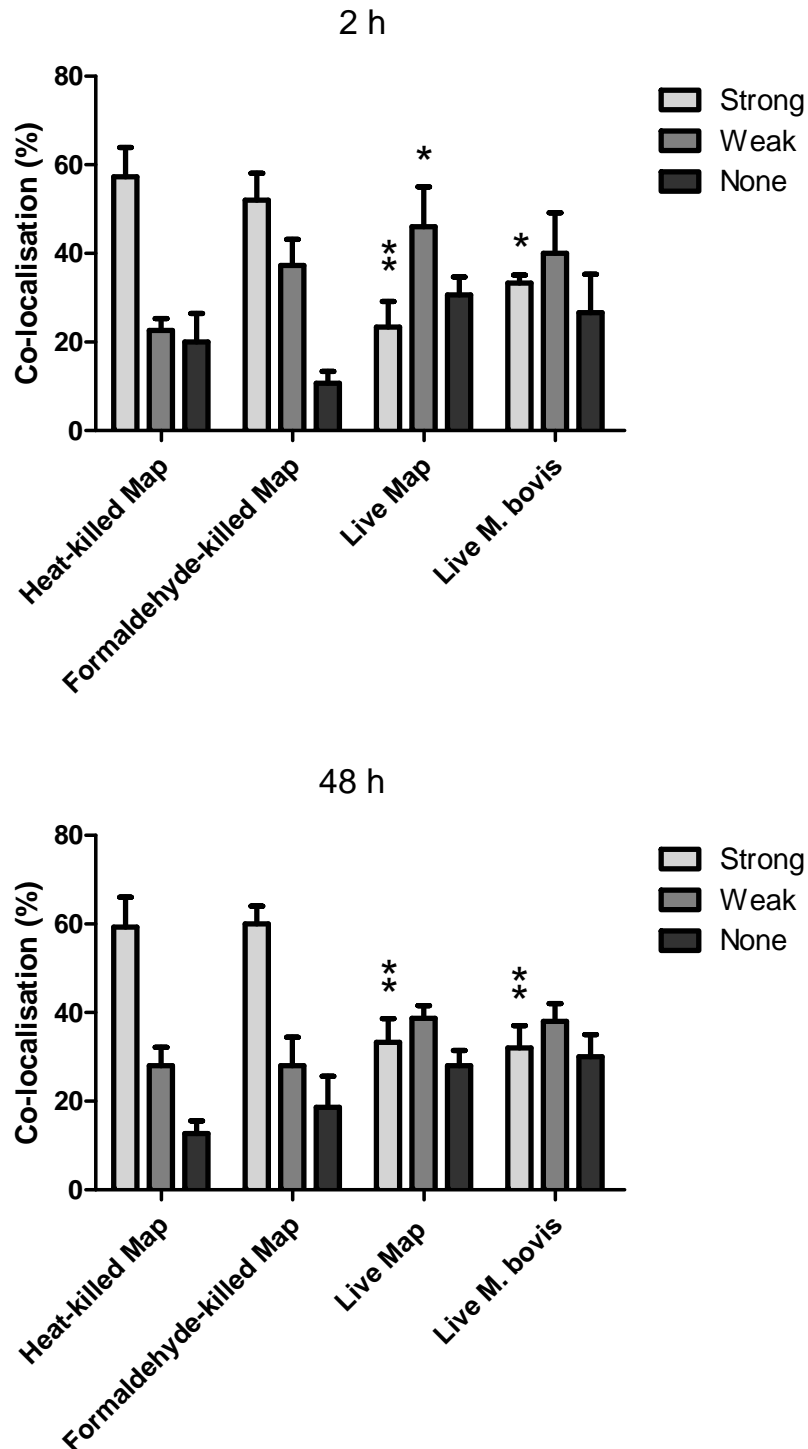 2 h
80
60
40
20
0
Co-localisation (%)
Strong
Weak
None
*
**
*
Heat-killed Map
Formaldehyde-killed Map
Live Map
Live M. bovis
48 h
80
60
40
20
0
Co-localisation (%)
Strong
Weak
None
**
**
Heat-killed Map
Formaldehyde-killed Map
Live Map
Live M. bovis